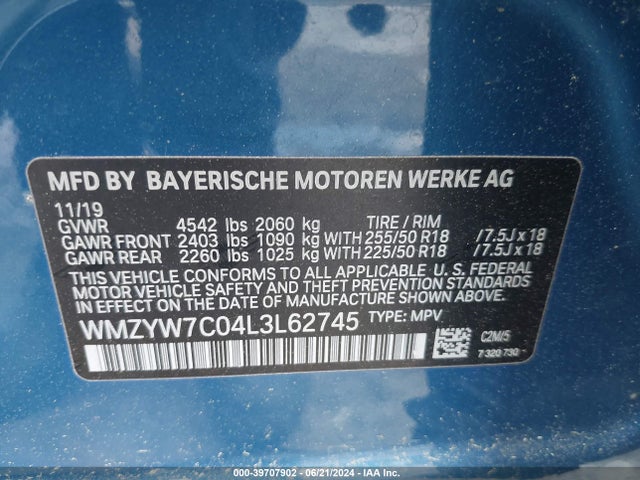 MFD BY BAYERISCHE MOTOREN WERKE AG
11/19
GVWR 4542 lbs 2060 kg TIRE / RIM
GAWR FRONT 2403 lbs 1090 kg WITH 255/50 R18 /7.5J x 18
GAWR REAR 2260 lbs 1025 kg WITH 225/50 R18 /7.5J x 18
THIS VEHICLE CONFORMS TO ALL APPLICABLE U. S. FEDERAL
MOTOR VEHICLE SAFETY, BUMPER, AND THEFT PREVENTION
STANDARDS IN EFFECT ON THE DATE OF MANUFACTURE SHOWN ABOVE.
WMZYW7C04L3L62745 TYPE: MPV
C2M/5
7 320 730
000-39707902 - 06/21/2024 - IAA Inc.